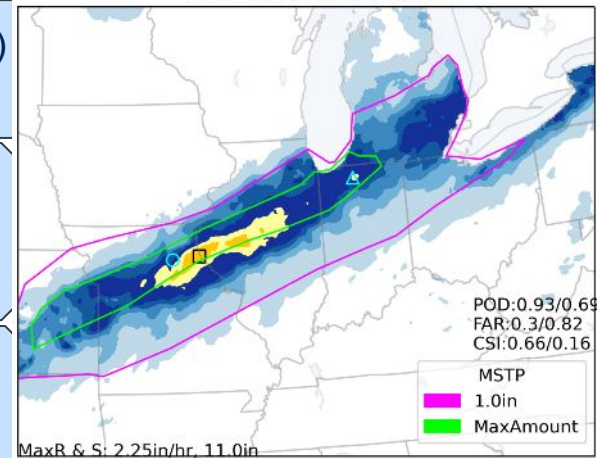 )
POD:0.93/0.69
FAR:0.3/0.82
CSI:0.66/0.16
MSTP
1.0in
MaxAmount
MaxR & S: 2.25in/hr, 11.0in